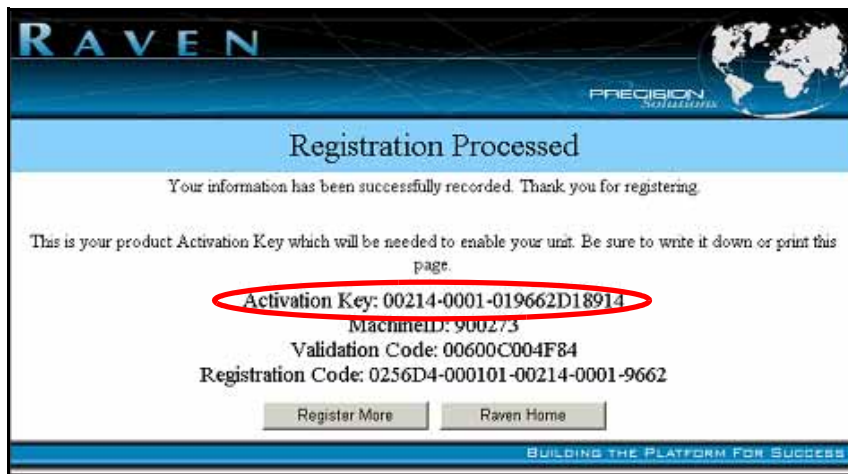 RAVEN
PRECISION
Solutions
Registration Processed
Your information has been successfully recorded. Thank you for registering.
This is your product Activation Key which will be needed to enable your unit. Be sure to write it down or print this
page.
Activation Key: 00214-0001-019662D18914
MachineID: 900273
Validation Code: 00600C004F84
Registration Code: 0256D4-000101-00214-0001-9662
Register More Raven Home
BUILDING THE PLATFORM FOR SUCCESS